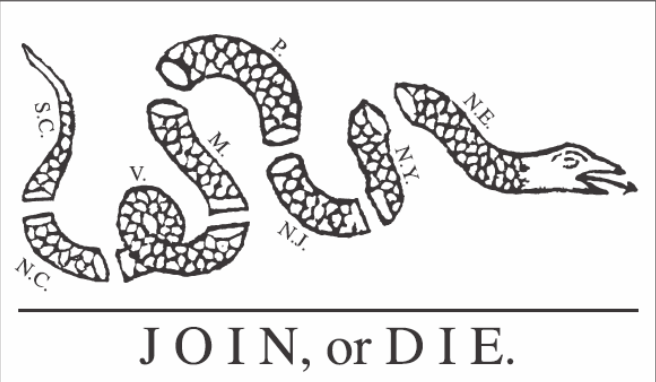 S.C.
N.C.
V.
M.
P.
N.J.
N.Y.
N.E.
JOIN, or DIE.